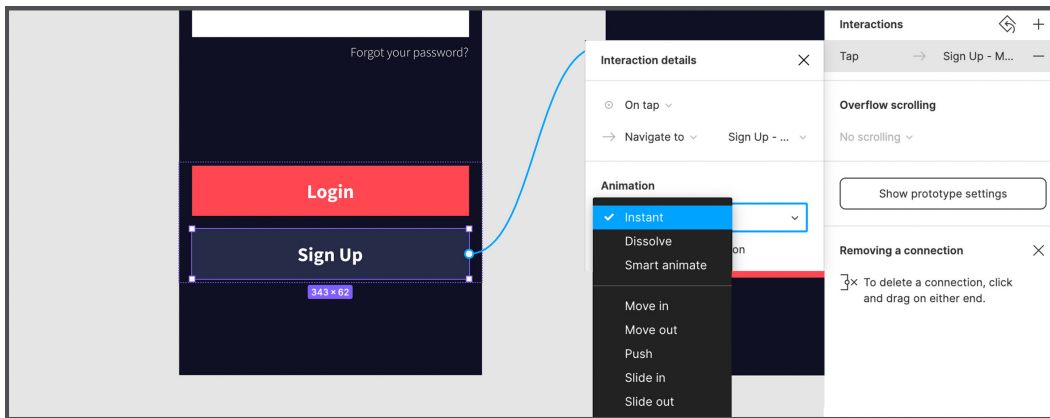 Forgot your password?
Login
Sign Up
343 × 62
Interaction details
On tap
Navigate to Sign Up - ...
Animation
Instant
Dissolve
on
Smart animate
Move in
Move out
Push
Slide in
Slide out
Interactions
Tap Sign Up - M...
Overflow scrolling
No scrolling
Show prototype settings
Removing a connection
To delete a connection, click
and drag on either end.